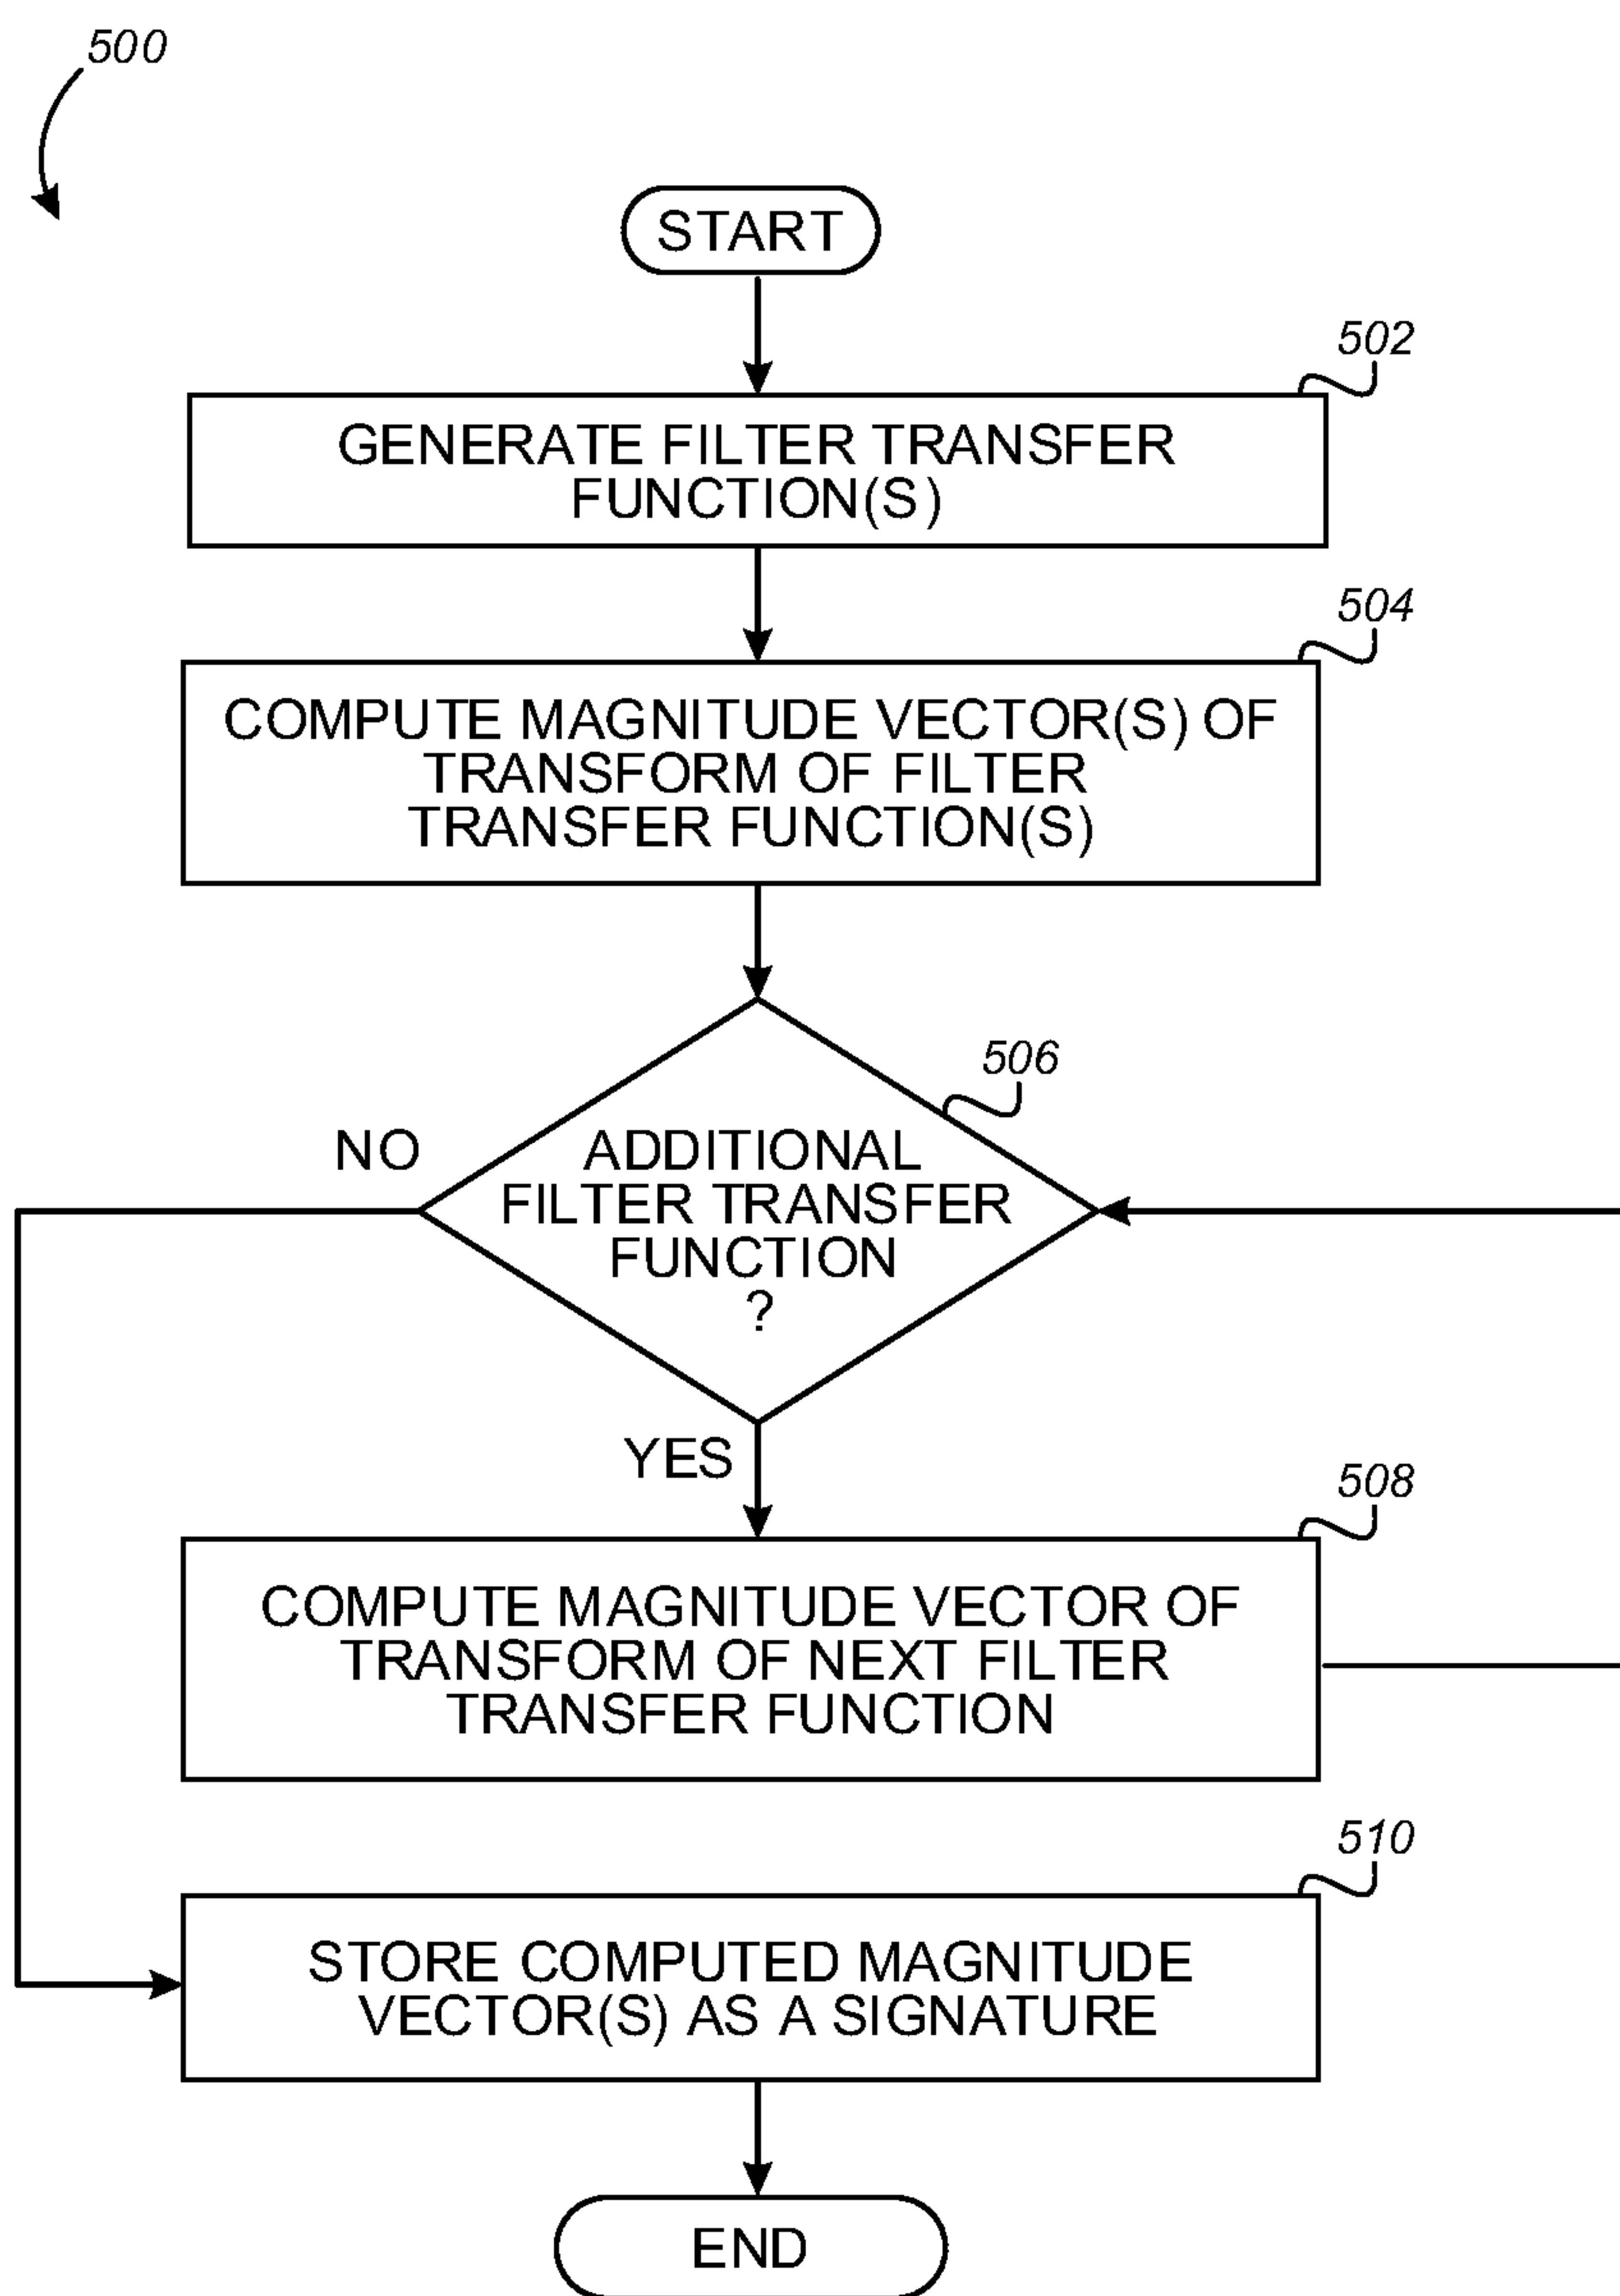 500
START
502
GENERATE FILTER TRANSFER
FUNCTION(S)
504
COMPUTE MAGNITUDE VECTOR(S) OF
TRANSFORM OF FILTER
TRANSFER FUNCTION(S)
506
NO
ADDITIONAL
FILTER TRANSFER
FUNCTION
?
YES
508
COMPUTE MAGNITUDE VECTOR OF
TRANSFORM OF NEXT FILTER
TRANSFER FUNCTION
510
STORE COMPUTED MAGNITUDE
VECTOR(S) AS A SIGNATURE
END